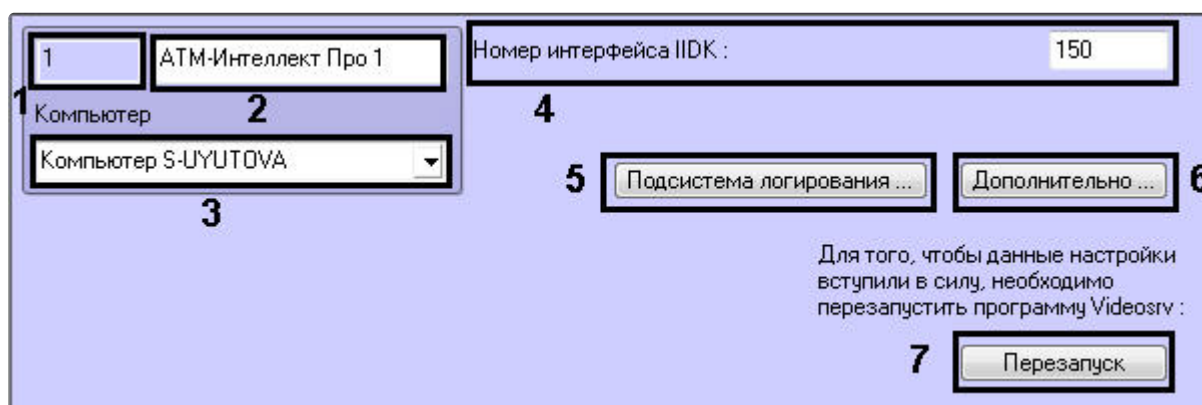 1
АТМ-Интеллект Про 1
Номер интерфейса IIDK :
150
1
Компьютер
2
4
Компьютер S-UYUTOVA
3
5
Подсистема логирования ...
Дополнительно ...
6
Для того, чтобы данные настройки
вступили в силу, необходимо
перезапустить программу Videosrv :
7
Перезапуск